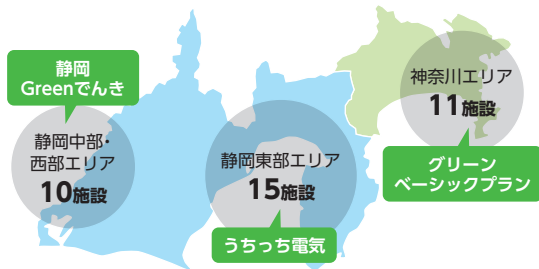 静岡
Greenでんき
静岡中部・
西部エリア
10施設
静岡東部エリア
15施設
うちっち電気
神奈川エリア
11施設
グリーン
ベーシックプラン